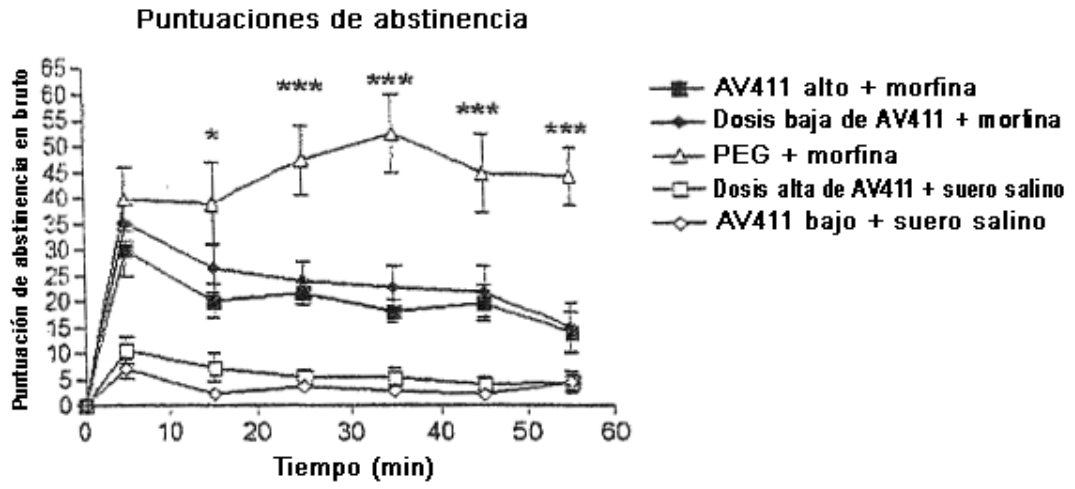 Puntuaciones de abstinencia
Puntuación de abstinencia en bruto
65
60
55
50
45
40
35
30
25
20
15
10
5
0
* *** *** *** ***
0 10 20 30 40 50 60
Tiempo (min)
AV411 alto + morfina
Dosis baja de AV411 + morfina
PEG + morfina
Dosis alta de AV411 + suero salino
AV411 bajo + suero salino